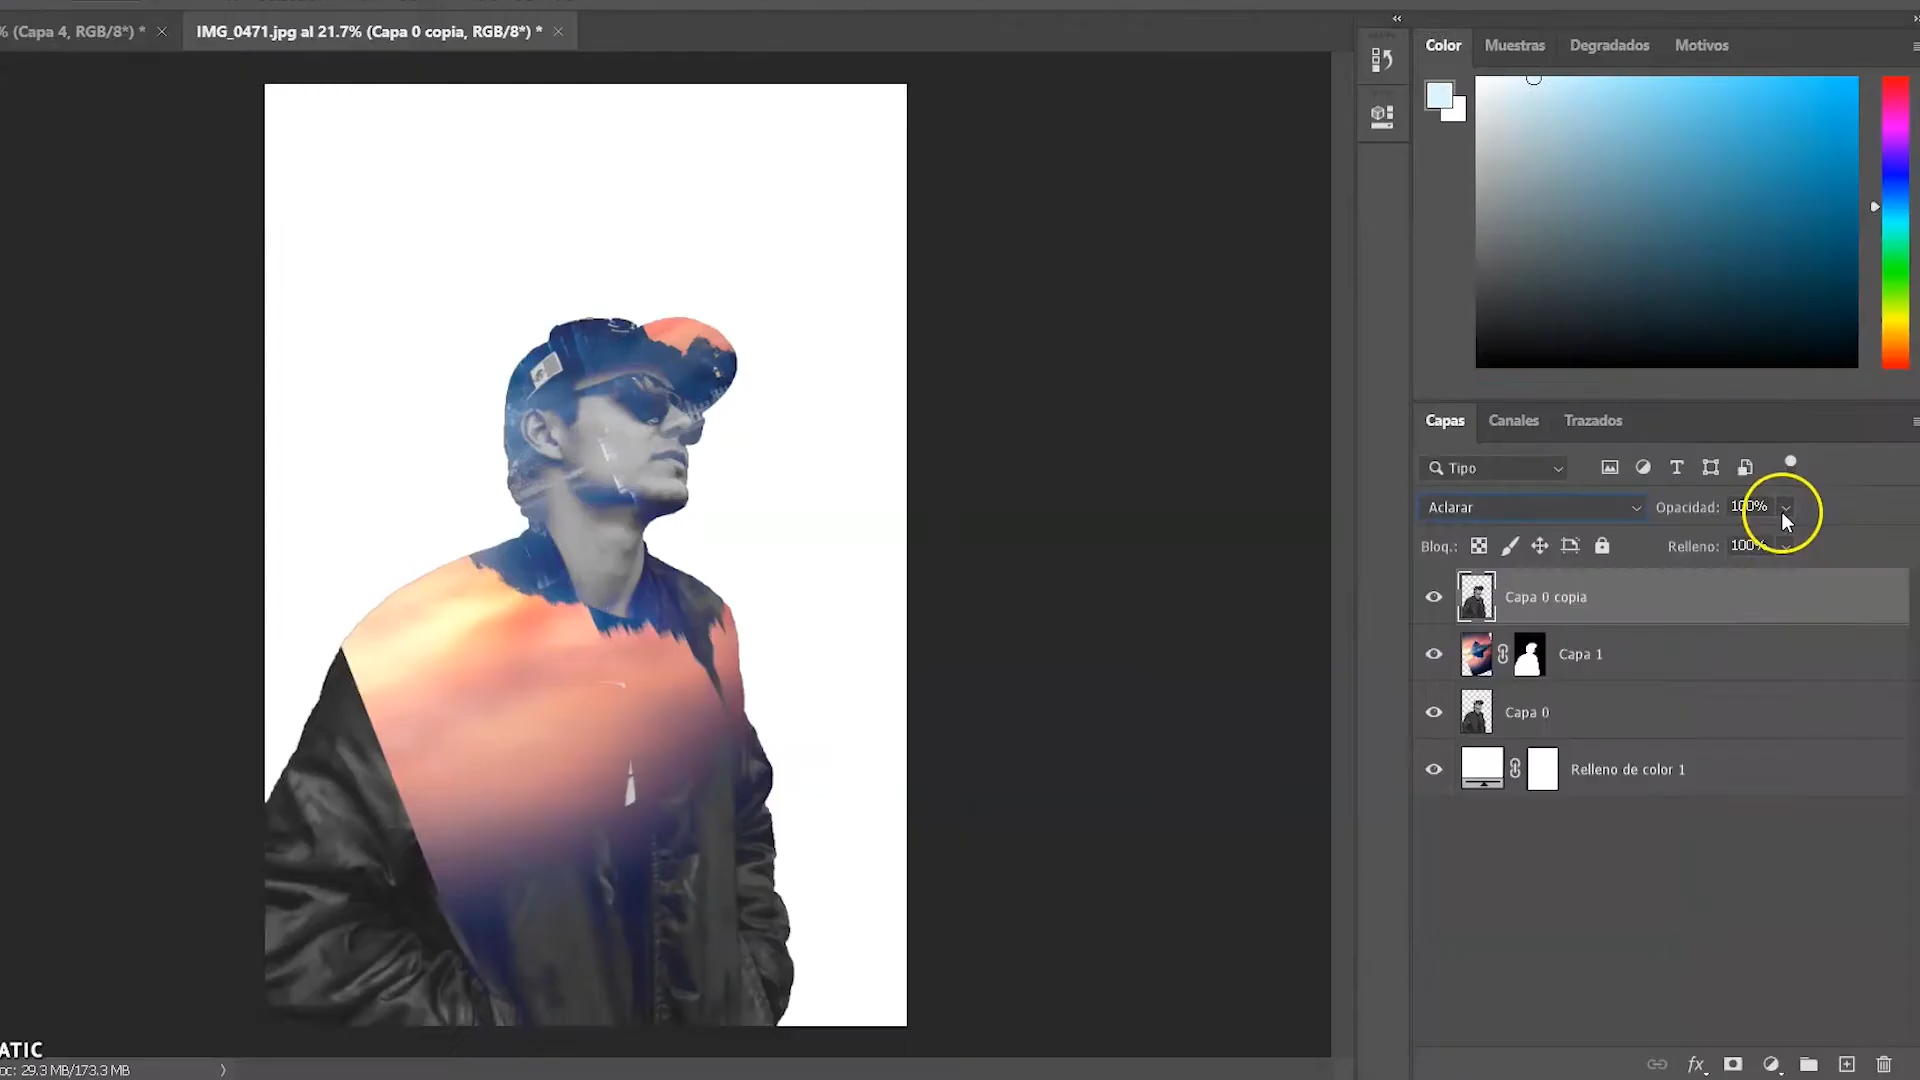 % (Capa 4, RGB/8*) *
IMG_0471.jpg al 21.7% (Capa 0 copia, RGB/8*) *
Color
Muestras
Degradados
Motivos
Capas
Canales
Trazados
Tipo
Aclarar
Opacidad: 100%
Bloq.:
Relleno: 100%
Capa 0 copia
Capa 1
Capa 0
Relleno de color 1
fx
ATIC
oc: 29.3 MB/173.3 MB